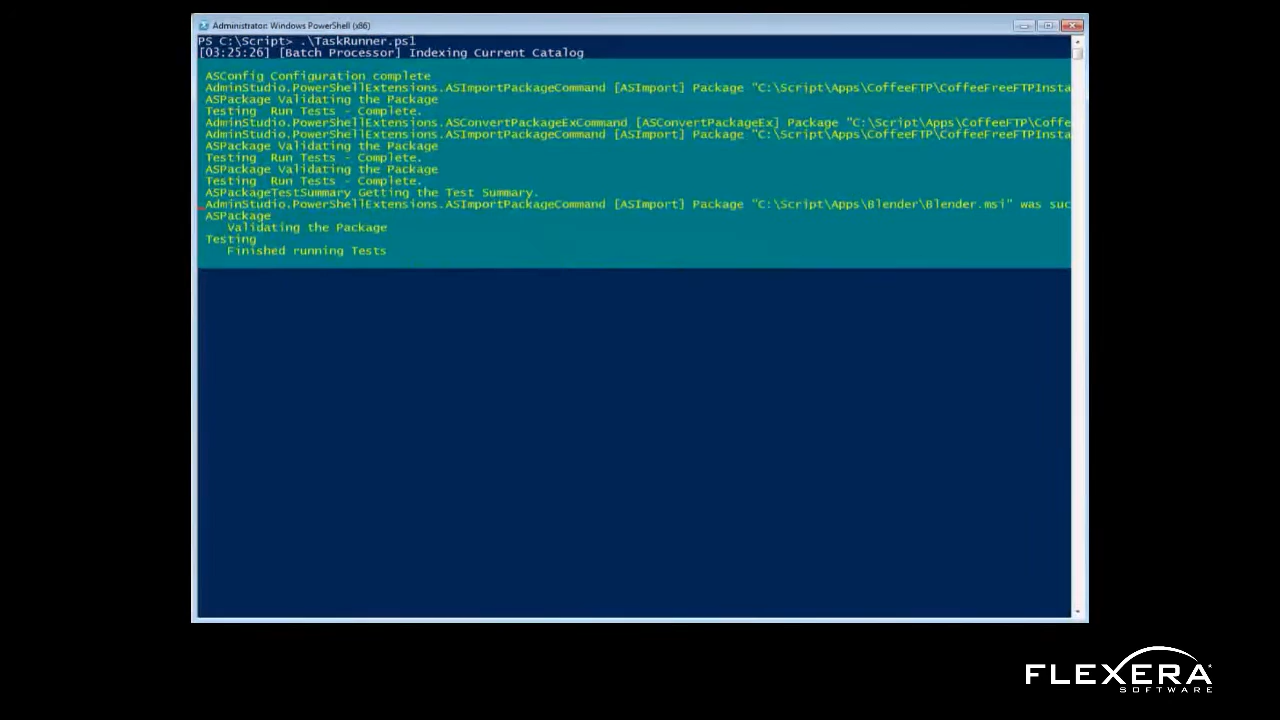 Administrator: Windows PowerShell (x86)
PS C:\Script> .\TaskRunner.ps1
[03:25:26] [Batch Processor] Indexing Current Catalog
ASConfig Configuration complete
AdminStudio.PowerShellExtensions.ASImportPackageCommand [ASImport] Package "C:\Script\Apps\CoffeeFTP\CoffeeFreeFTPInsta
ASPackage Validating the Package
Testing  Run Tests - Complete.
AdminStudio.PowerShellExtensions.ASConvertPackageExCommand [ASConvertPackageEx] Package "C:\Script\Apps\CoffeeFTP\Coffe
AdminStudio.PowerShellExtensions.ASImportPackageCommand [ASImport] Package "C:\Script\Apps\CoffeeFTP\CoffeeFreeFTPInsta
ASPackage Validating the Package
Testing  Run Tests - Complete.
ASPackage Validating the Package
Testing  Run Tests - Complete.
ASPackageTestSummary Getting the Test Summary.
AdminStudio.PowerShellExtensions.ASImportPackageCommand [ASImport] Package "C:\Script\Apps\Blender\Blender.msi" was suc
ASPackage
Validating the Package
Testing
Finished running Tests
FLEXERA
SOFTWARE